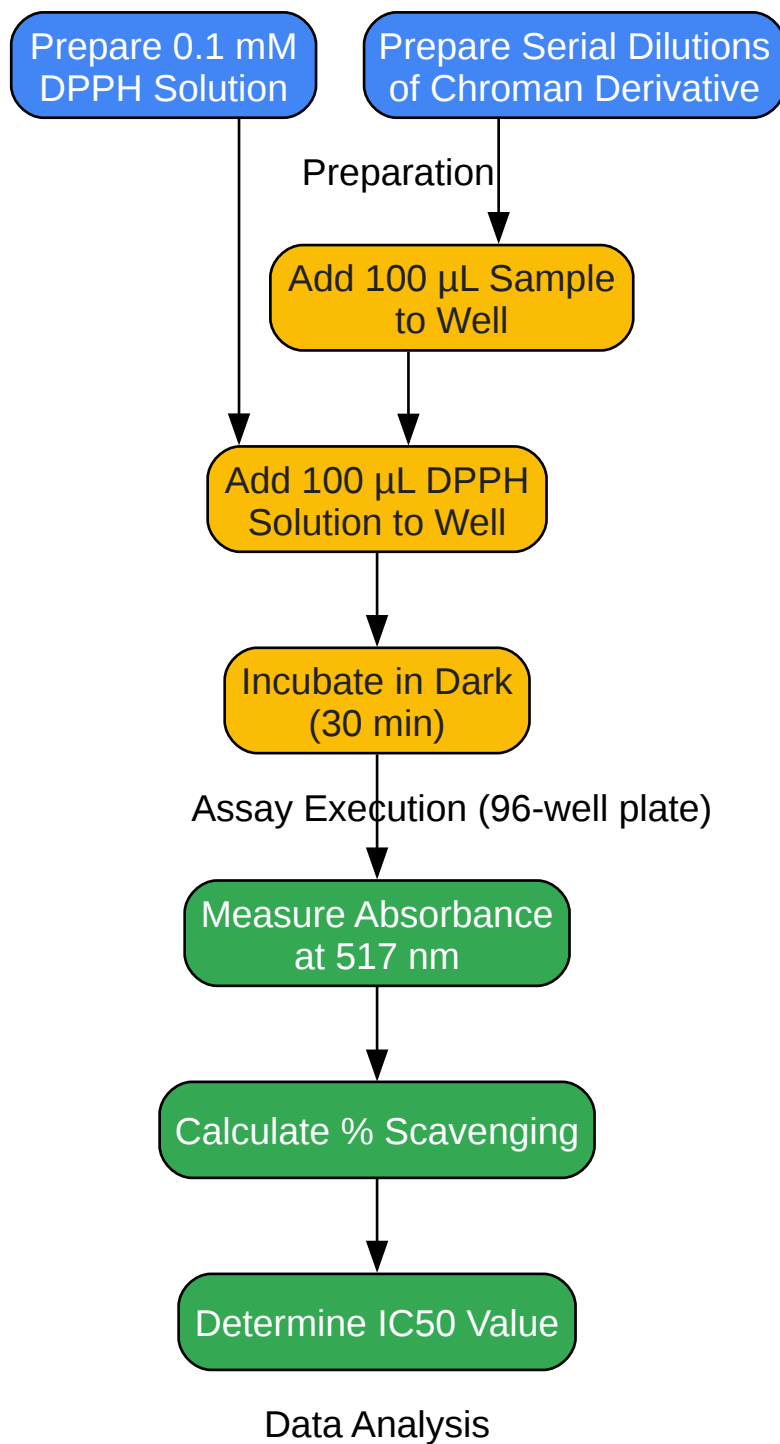 Prepare 0.1 mM
DPPH Solution
Prepare Serial Dilutions
of Chroman Derivative
Preparation
Add 100 µL Sample
to Well
Add 100 µL DPPH
Solution to Well
Incubate in Dark
(30 min)
Assay Execution (96-well plate)
Measure Absorbance
at 517 nm
Calculate % Scavenging
Determine IC50 Value
Data Analysis